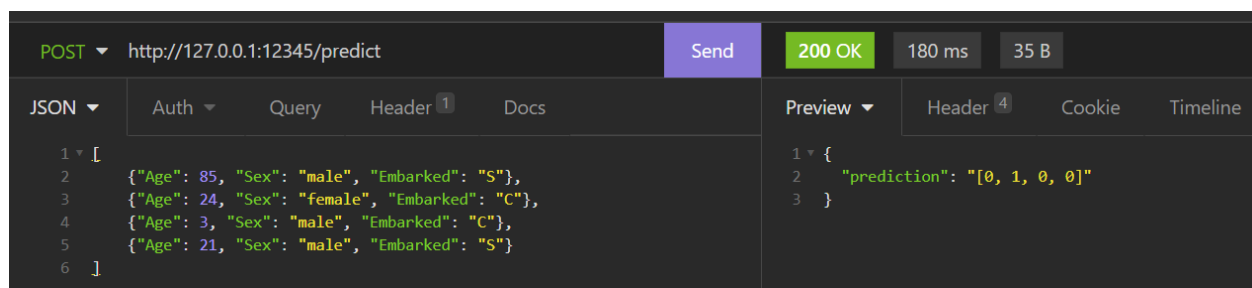 POST http://127.0.0.1:12345/predict Send 200 OK 180 ms 35 B
JSON Auth Query Header 1 Docs Preview Header 4 Cookie Timeline
1 [
2 {"Age": 85, "Sex": "male", "Embarked": "S"},
3 {"Age": 24, "Sex": "female", "Embarked": "C"},
4 {"Age": 3, "Sex": "male", "Embarked": "C"},
5 {"Age": 21, "Sex": "male", "Embarked": "S"}
6 ]
1 {
2 "prediction": "[0, 1, 0, 0]"
3 }